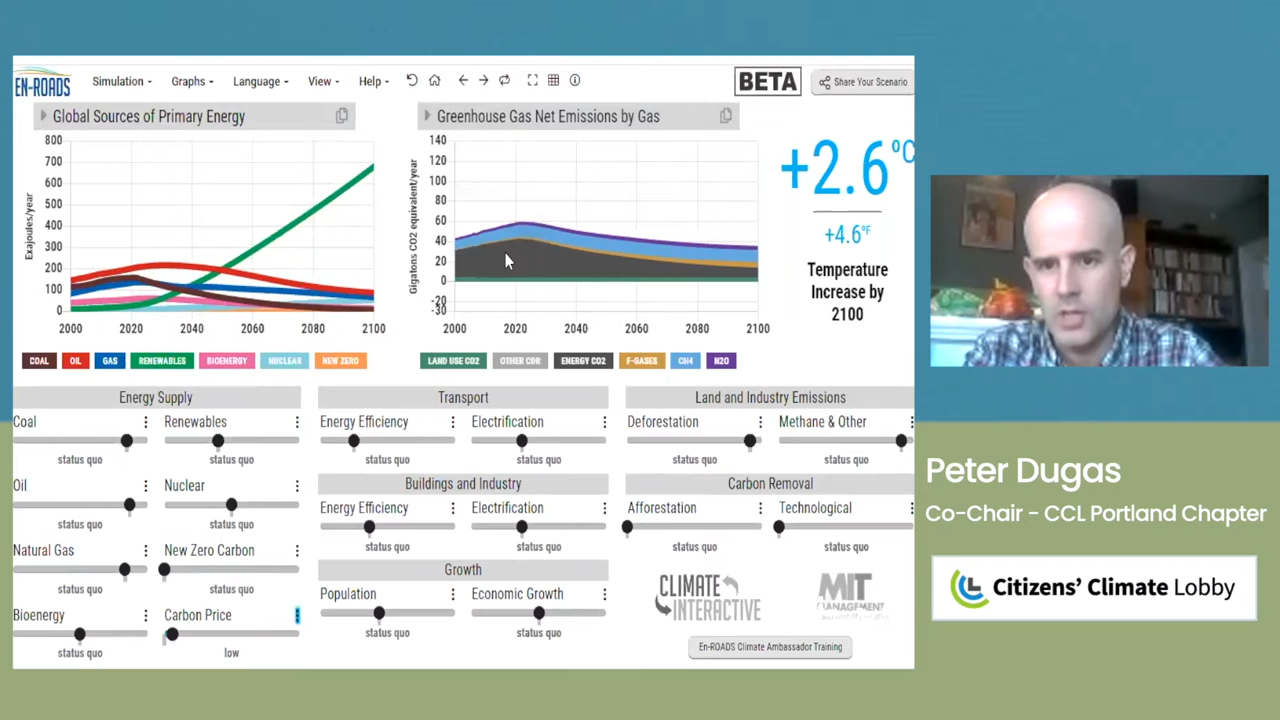 EN-ROADS
Simulation
Graphs
Language
View
Help
BETA
Share Your Scenario
Global Sources of Primary Energy
Greenhouse Gas Net Emissions by Gas
800
700
600
500
400
300
200
100
0
Exajoules/year
2000 2020 2040 2060 2080 2100
140
120
100
80
60
40
20
0
-20
-30
Gigatons CO2 equivalent/year
2000 2020 2040 2060 2080 2100
+2.6 °C
+4.6°F
Temperature
Increase by
2100
COAL OIL GAS RENEWABLES BIOENERGY NUCLEAR NEW ZERO
LAND USE CO2 OTHER CDR ENERGY CO2 F-GASES CH4 N2O
Energy Supply
Coal
status quo
Renewables
status quo
Oil
status quo
Nuclear
status quo
Natural Gas
status quo
New Zero Carbon
status quo
Bioenergy
status quo
Carbon Price
low
Transport
Energy Efficiency
status quo
Electrification
status quo
Buildings and Industry
Energy Efficiency
status quo
Electrification
status quo
Growth
Population
status quo
Economic Growth
status quo
Land and Industry Emissions
Deforestation
status quo
Methane & Other
status quo
Carbon Removal
Afforestation
status quo
Technological
status quo
CLIMATE
INTERACTIVE
MIT
MANAGEMENT
En-ROADS Climate Ambassador Training
Peter Dugas
Co-Chair - CCL Portland Chapter
Citizens' Climate Lobby